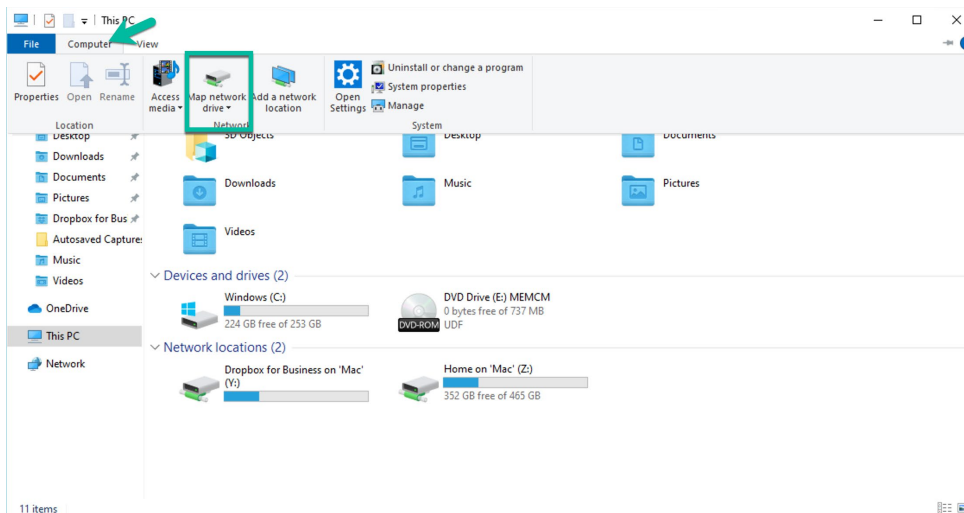 This PC
File Computer View
Properties Open Rename
Access media
Map network drive
Add a network location
Open Settings
Uninstall or change a program
System properties
Manage
Location Network System
Desktop
Downloads
Documents
Pictures
Dropbox for Bus
Autosaved Captures
Music
Videos
OneDrive
This PC
Network
3D Objects
Desktop
Documents
Downloads
Music
Pictures
Videos
Devices and drives (2)
Windows (C:)
224 GB free of 253 GB
DVD-ROM
DVD Drive (E:) MEMCM
0 bytes free of 737 MB
UDF
Network locations (2)
Dropbox for Business on 'Mac'
(Y:)
Home on 'Mac' (Z:)
352 GB free of 465 GB
11 items